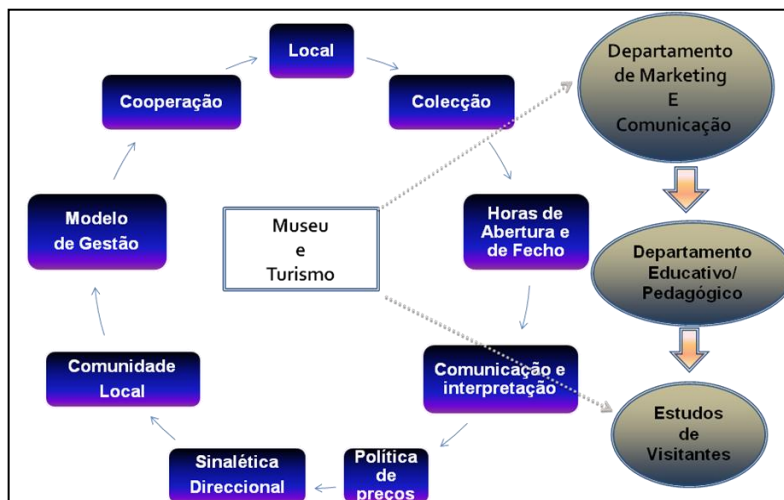 Local
Colecção
Horas de
Abertura e
de Fecho
Comunicação e
interpretação
Política
de
preços
Sinalética
Direccional
Comunidade
Local
Modelo
de Gestão
Cooperação
Museu
e
Turismo
Departamento
de Marketing
E
Comunicação
Departamento
Educativo/
Pedagógico
Estudos
de
Visitantes